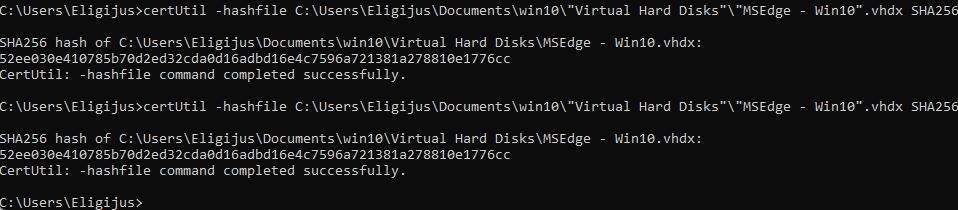 C:\Users\Eligijus>certUtil -hashfile C:\Users\Eligijus\Documents\win10\"Virtual Hard Disks"\"MSEdge - Win10".vhdx SHA256
SHA256 hash of C:\Users\Eligijus\Documents\win10\Virtual Hard Disks\MSEdge - Win10.vhdx:
52ee030e410785b70d2ed32cda0d16adbd16e4c7596a721381a278810e1776cc
CertUtil: -hashfile command completed successfully.
C:\Users\Eligijus>certUtil -hashfile C:\Users\Eligijus\Documents\win10\"Virtual Hard Disks"\"MSEdge - Win10".vhdx SHA256
SHA256 hash of C:\Users\Eligijus\Documents\win10\Virtual Hard Disks\MSEdge - Win10.vhdx:
52ee030e410785b70d2ed32cda0d16adbd16e4c7596a721381a278810e1776cc
CertUtil: -hashfile command completed successfully.
C:\Users\Eligijus>